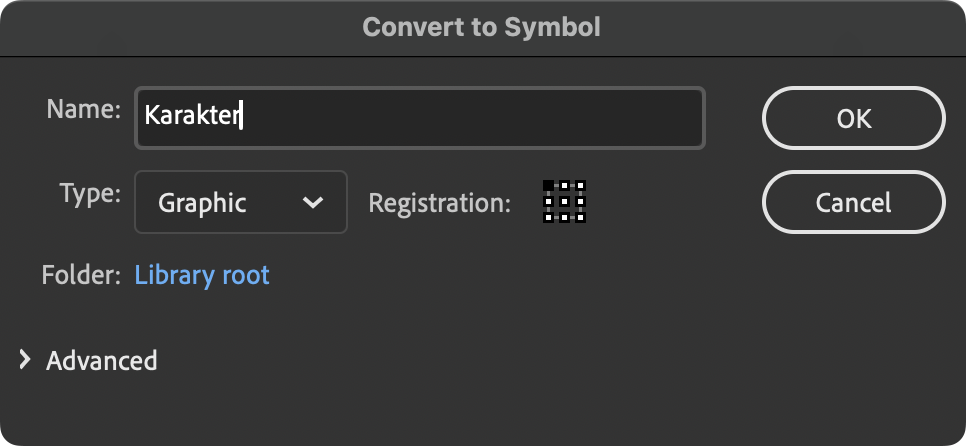 Convert to Symbol
Name: Karakter OK
Type: Graphic Registration: Cancel
Folder: Library root
Advanced